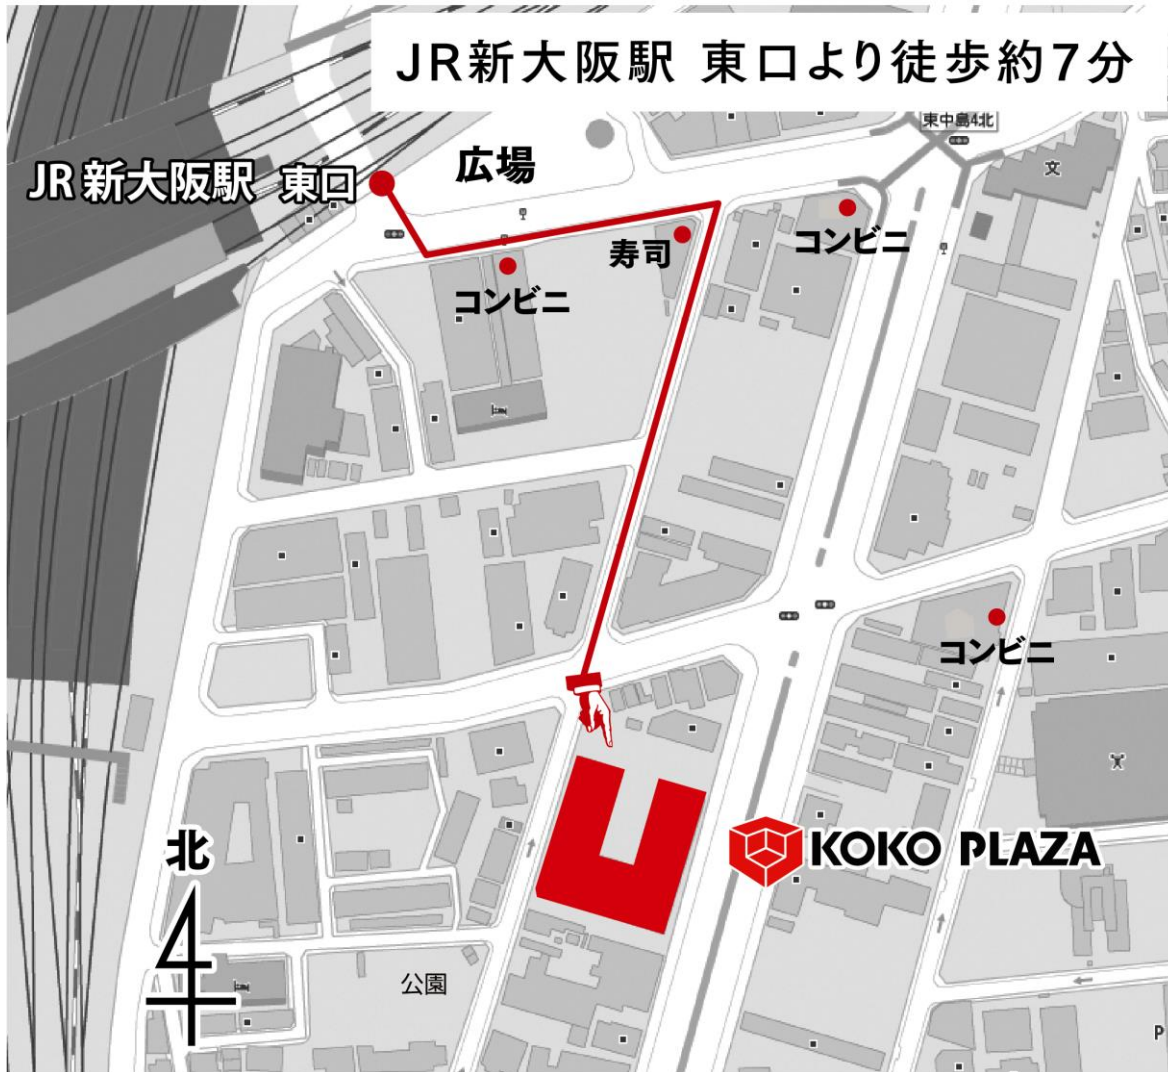 JR新大阪駅 東口より徒歩約7分
東中島4北
文
JR 新大阪駅 東口
広場
コンビニ
寿司
コンビニ
コンビニ
KOKO PLAZA
北
公園
P